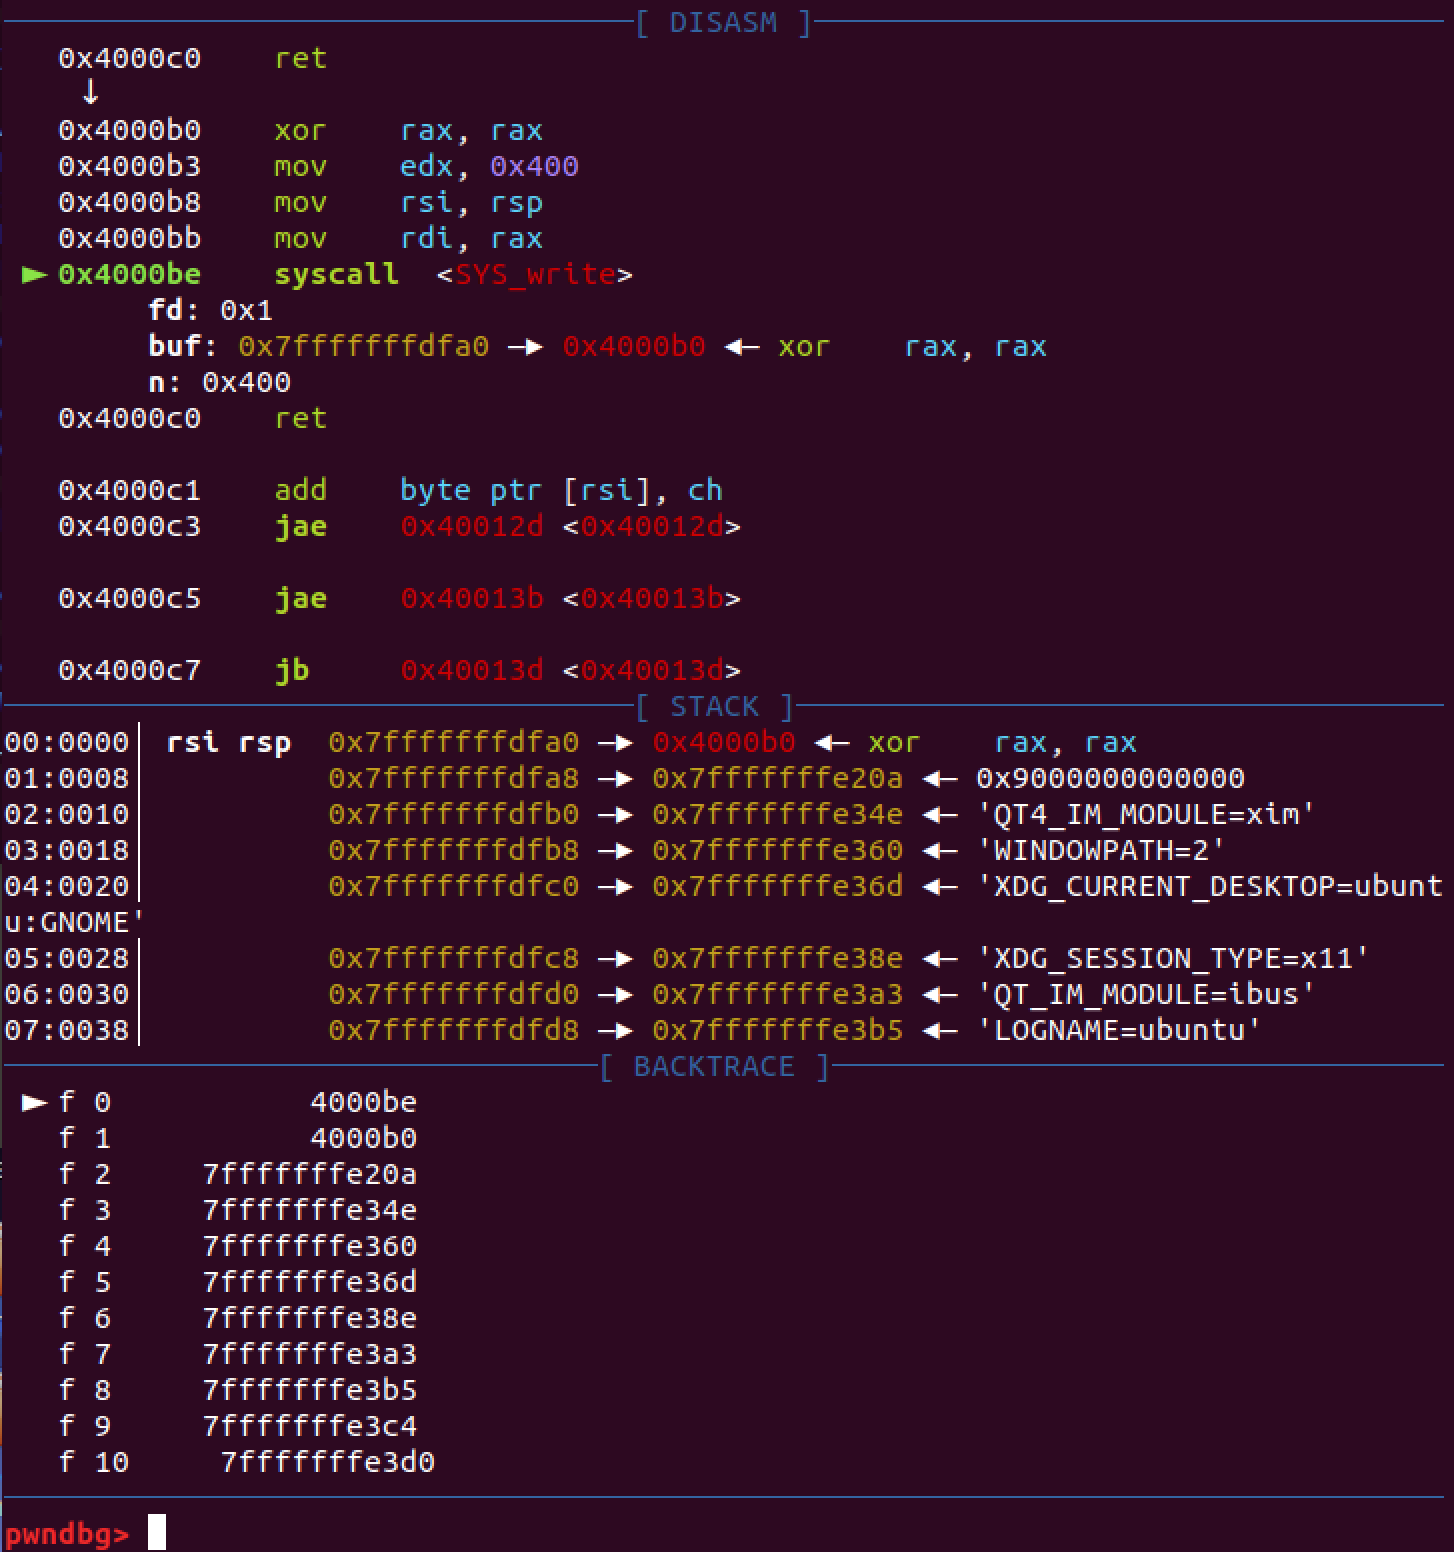 [ DISASM ]
0x4000c0 ret
↓
0x4000b0 xor rax, rax
0x4000b3 mov edx, 0x400
0x4000b8 mov rsi, rsp
0x4000bb mov rdi, rax
► 0x4000be syscall <SYS_write>
fd: 0x1
buf: 0x7fffffffdfa0 —► 0x4000b0 ◄— xor rax, rax
n: 0x400
0x4000c0 ret
0x4000c1 add byte ptr [rsi], ch
0x4000c3 jae 0x40012d <0x40012d>
0x4000c5 jae 0x40013b <0x40013b>
0x4000c7 jb 0x40013d <0x40013d>
[ STACK ]
00:0000│ rsi rsp 0x7fffffffdfa0 —► 0x4000b0 ◄— xor rax, rax
01:0008│ 0x7fffffffdfa8 —► 0x7fffffffe20a ◄— 0x9000000000000
02:0010│ 0x7fffffffdfb0 —► 0x7fffffffe34e ◄— 'QT4_IM_MODULE=xim'
03:0018│ 0x7fffffffdfb8 —► 0x7fffffffe360 ◄— 'WINDOWPATH=2'
04:0020│ 0x7fffffffdfc0 —► 0x7fffffffe36d ◄— 'XDG_CURRENT_DESKTOP=ubunt
u:GNOME'
05:0028│ 0x7fffffffdfc8 —► 0x7fffffffe38e ◄— 'XDG_SESSION_TYPE=x11'
06:0030│ 0x7fffffffdfd0 —► 0x7fffffffe3a3 ◄— 'QT_IM_MODULE=ibus'
07:0038│ 0x7fffffffdfd8 —► 0x7fffffffe3b5 ◄— 'LOGNAME=ubuntu'
[ BACKTRACE ]
► f 0 4000be
f 1 4000b0
f 2 7fffffffe20a
f 3 7fffffffe34e
f 4 7fffffffe360
f 5 7fffffffe36d
f 6 7fffffffe38e
f 7 7fffffffe3a3
f 8 7fffffffe3b5
f 9 7fffffffe3c4
f 10 7fffffffe3d0
pwndbg>